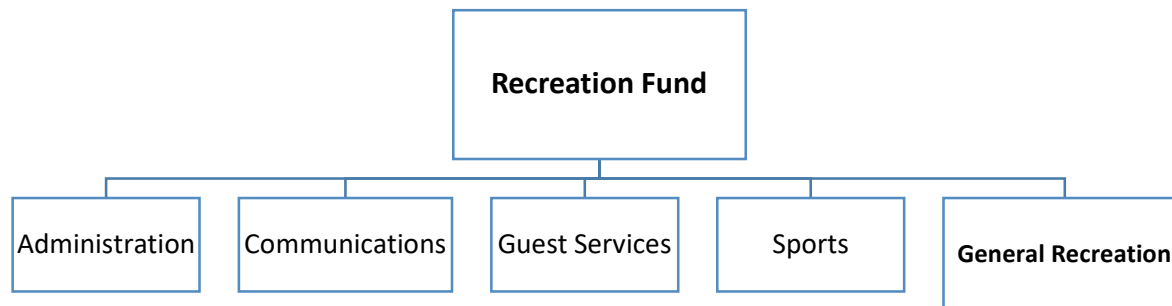 Recreation Fund
Administration
Communications
Guest Services
Sports
General Recreation